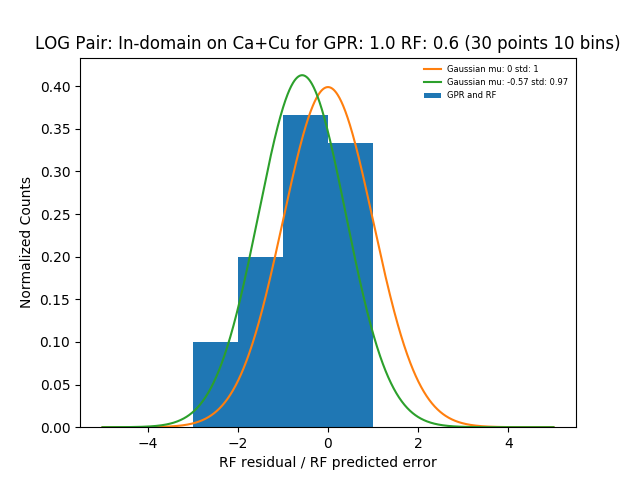 LOG Pair: In-domain on Ca+Cu for GPR: 1.0 RF: 0.6 (30 points 10 bins)
Gaussian mu: 0 std: 1
Gaussian mu: -0.57 std: 0.97
GPR and RF
Normalized Counts
0.40
0.35
0.30
0.25
0.20
0.15
0.10
0.05
0.00
−4
−2
0
2
4
RF residual / RF predicted error